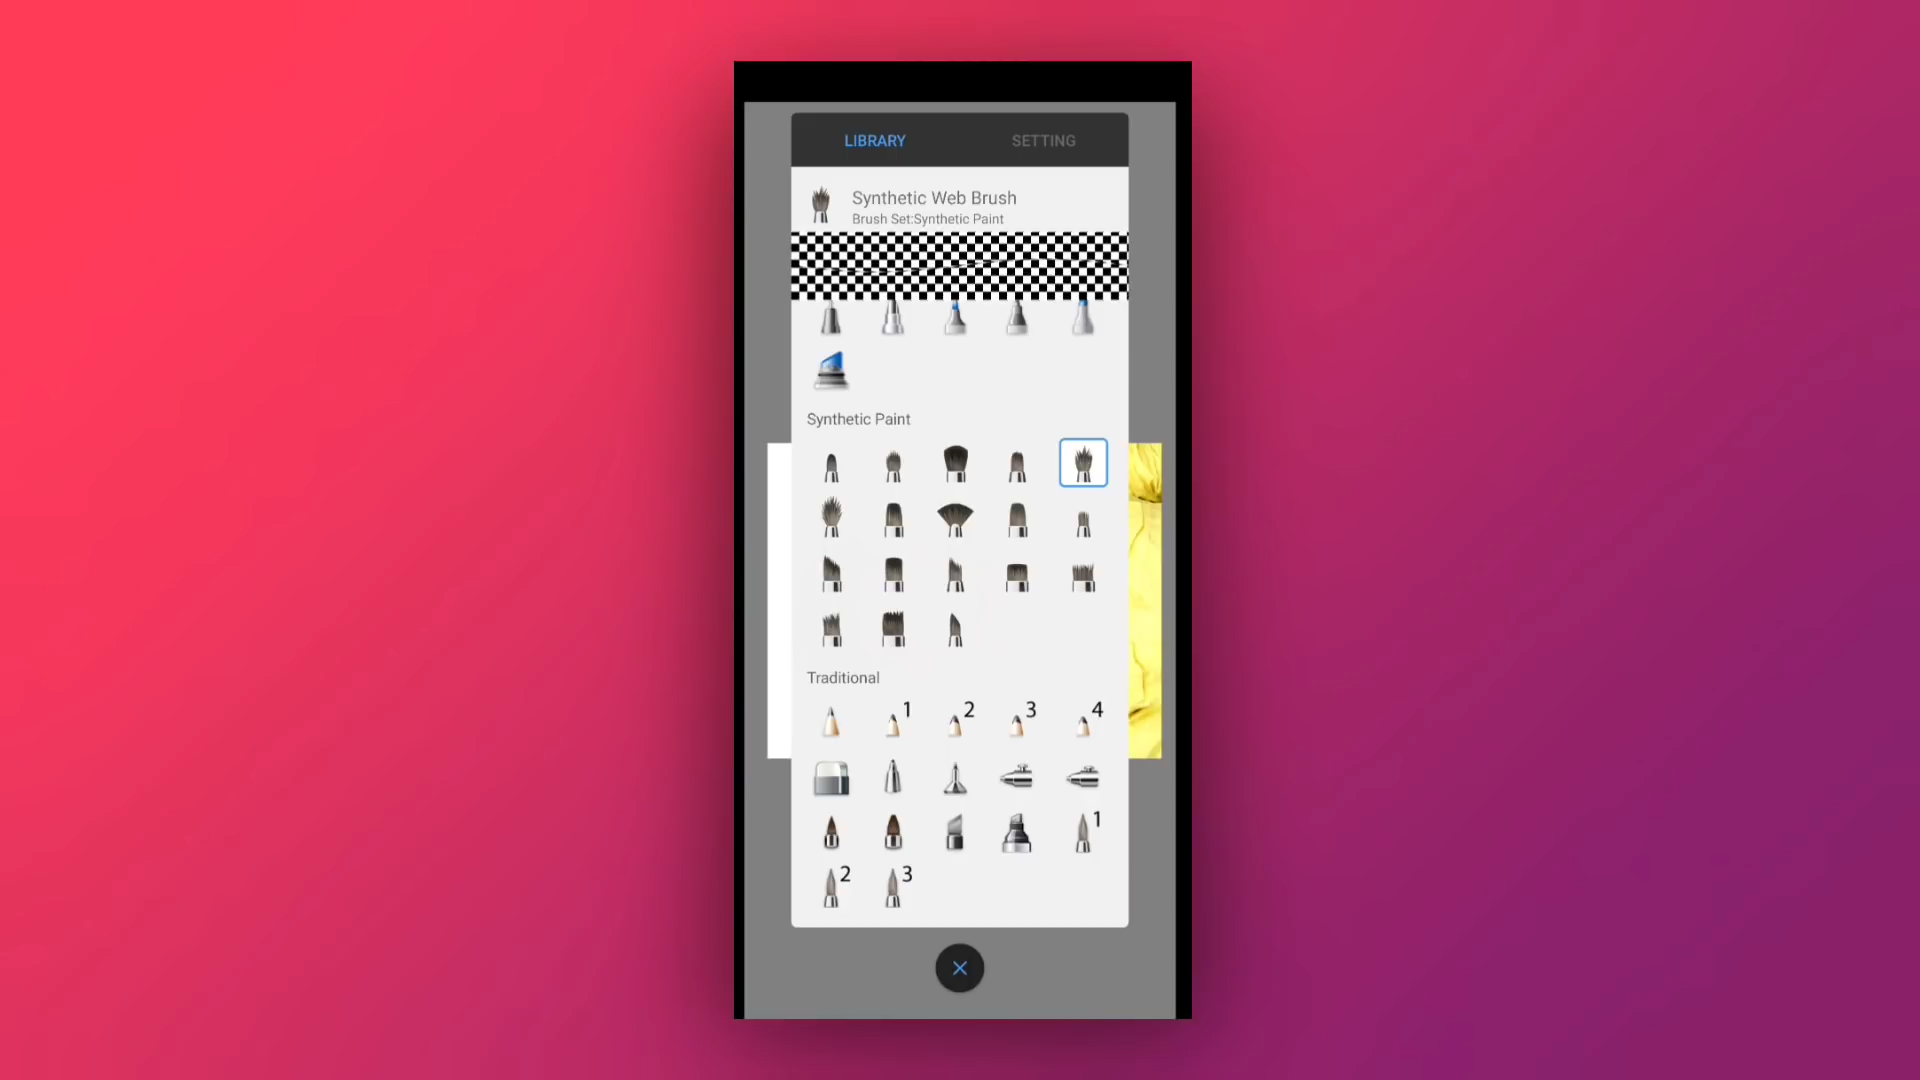 LIBRARY SETTING
Synthetic Web Brush
Brush Set:Synthetic Paint
Synthetic Paint
Traditional
1 2 3 4
1
2 3